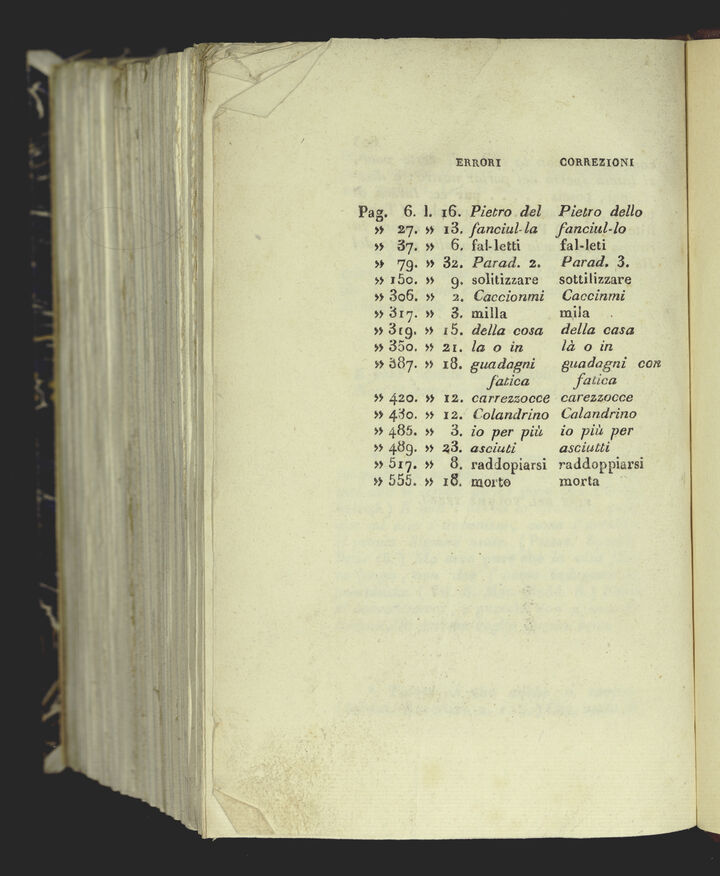 ERRORI CORREZIONI
Pag. 6. l. 16. Pietro del Pietro dello
» 27. » 13. fanciul-la fanciul-lo
» 37. » 6. fal-letti fal-leti
» 79. » 32. Parad. 2. Parad. 3.
» 150. » 9. solitizzare sottilizzare
» 306. » 2. Caccionmi Caccinmi
» 317. » 3. milla mila
» 319. » 15. della cosa della casa
» 350. » 21. la o in là o in
» 387. » 18. guadagni guadagni con
fatica fatica
» 420. » 12. carrezzocce carezzocce
» 430. » 12. Colandrino Calandrino
» 485. » 3. io per più io più per
» 489. » 23. asciuti asciutti
» 517. » 8. raddopiarsi raddoppiarsi
» 555. » 18. morto morta